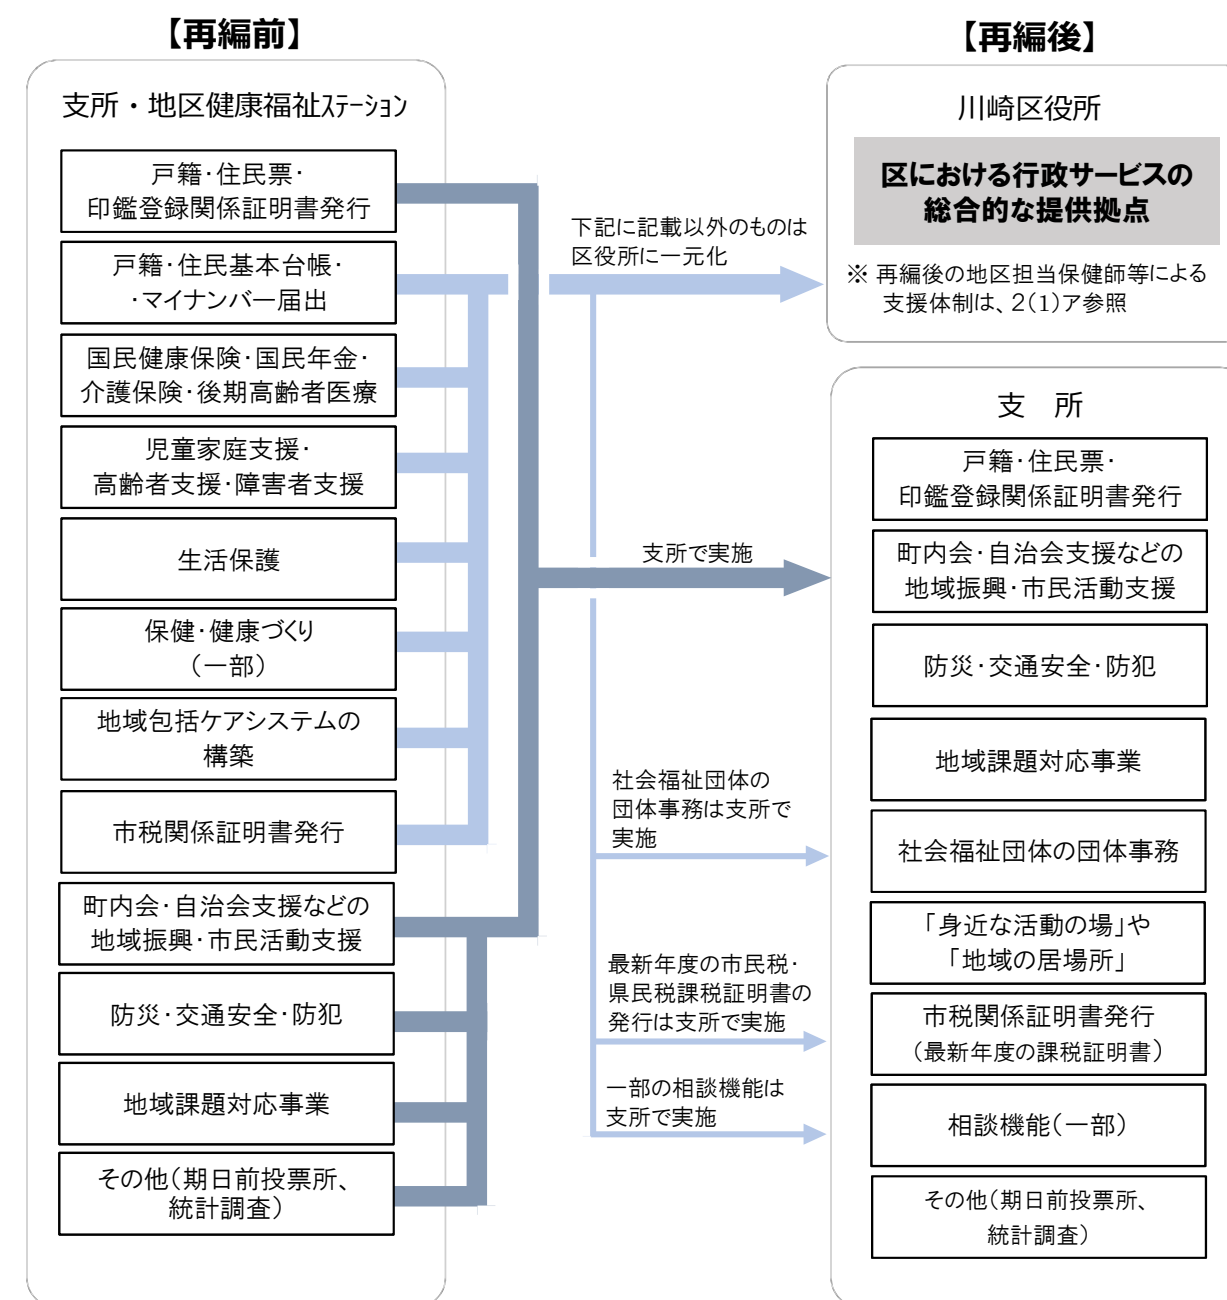 【再編前】
支所・地区健康福祉ステーション
戸籍・住民票・
印鑑登録関係証明書発行
戸籍・住民基本台帳・
・マイナンバー届出
国民健康保険・国民年金・
介護保険・後期高齢者医療
児童家庭支援・
高齢者支援・障害者支援
生活保護
保健・健康づくり
（一部）
地域包括ケアシステムの
構築
市税関係証明書発行
町内会・自治会支援などの
地域振興・市民活動支援
防災・交通安全・防犯
地域課題対応事業
その他（期日前投票所、
統計調査）
下記に記載以外のものは
区役所に一元化
支所で実施
社会福祉団体の
団体事務は支所で
実施
最新年度の市民税・
県民税課税証明書の
発行は支所で実施
一部の相談機能は
支所で実施
【再編後】
川崎区役所
区における行政サービスの
総合的な提供拠点
※ 再編後の地区担当保健師等による
支援体制は、２(１)ア参照
支　所
戸籍・住民票・
印鑑登録関係証明書発行
町内会・自治会支援などの
地域振興・市民活動支援
防災・交通安全・防犯
地域課題対応事業
社会福祉団体の団体事務
「身近な活動の場」や
「地域の居場所」
市税関係証明書発行
（最新年度の課税証明書）
相談機能（一部）
その他（期日前投票所、
統計調査）